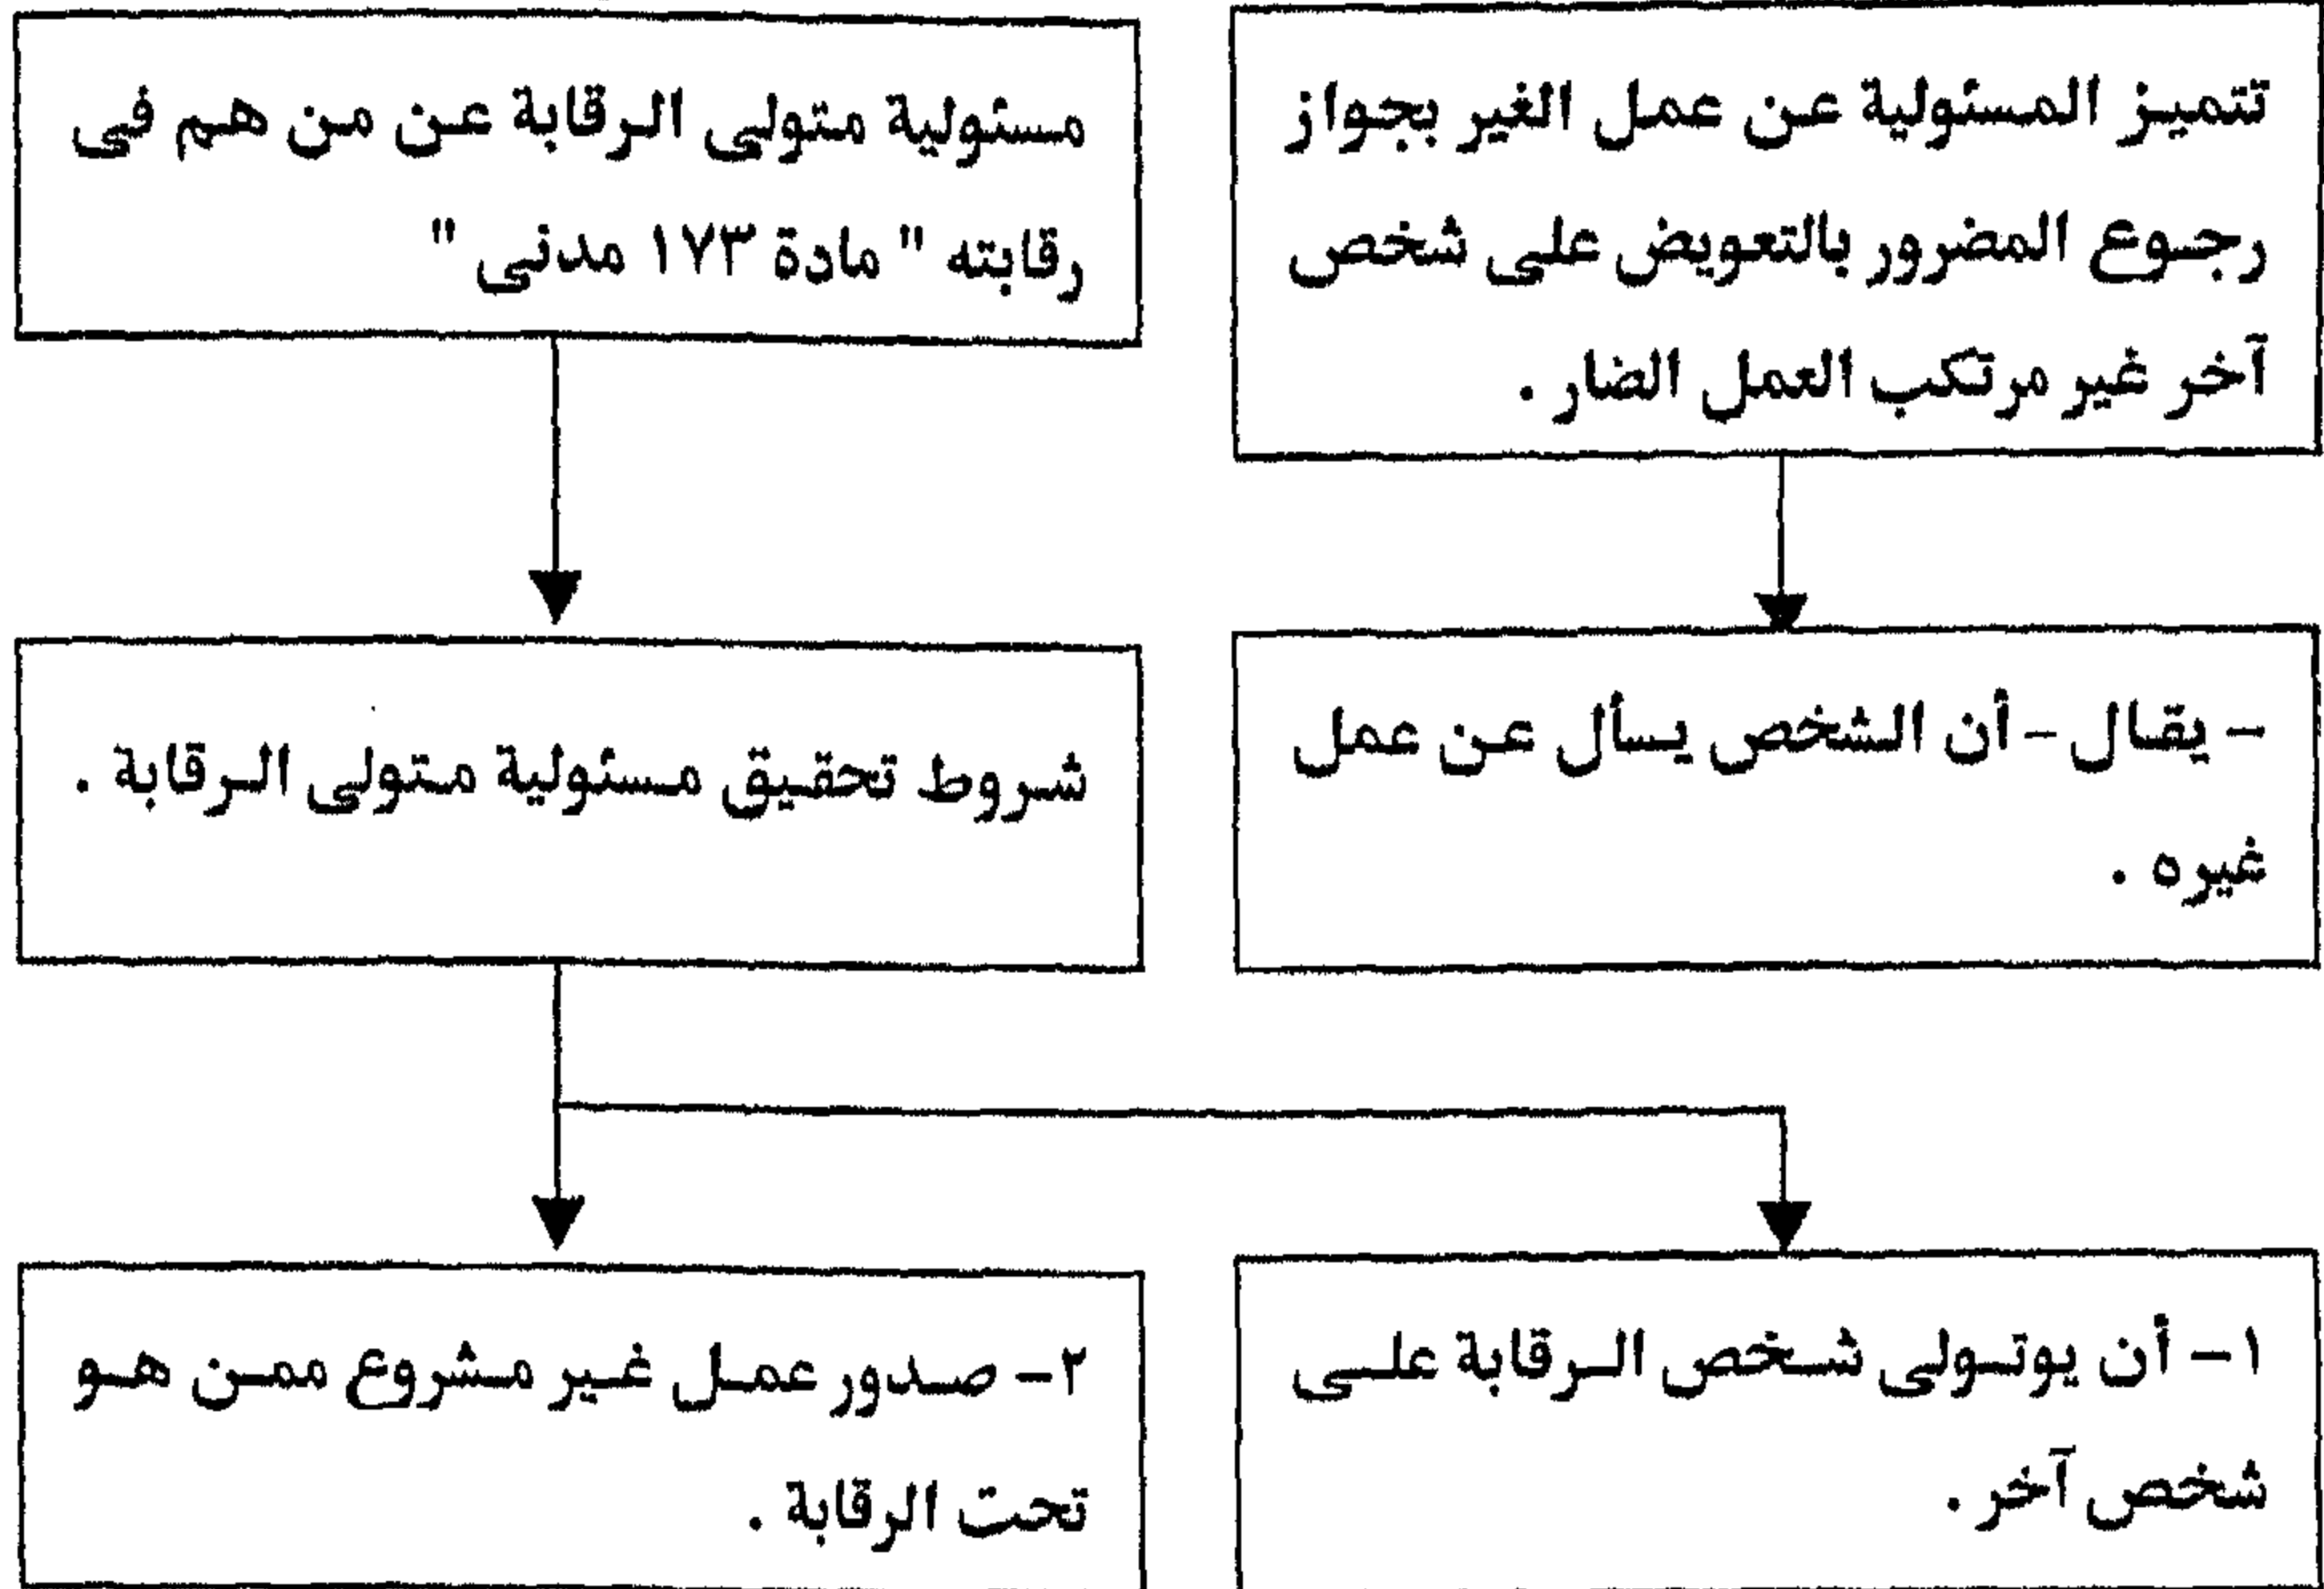 تتميز المسئولية عن عمل الغير بجواز
رجوع المضرور بالتعويض على شخص
آخر غير مرتكب العمل الضار .
مسئولية متولى الرقابة عن من هم فى
رقابته " مادة ١٧٣ مدنى "
- يقال - أن الشخص يسأل عن عمل
غيره .
شروط تحقيق مسئولية متولى الرقابة .
١- أن يوتولى شخص الرقابة على
شخص آخر .
٢- صدور عمل غير مشروع ممن هو
تحت الرقابة .